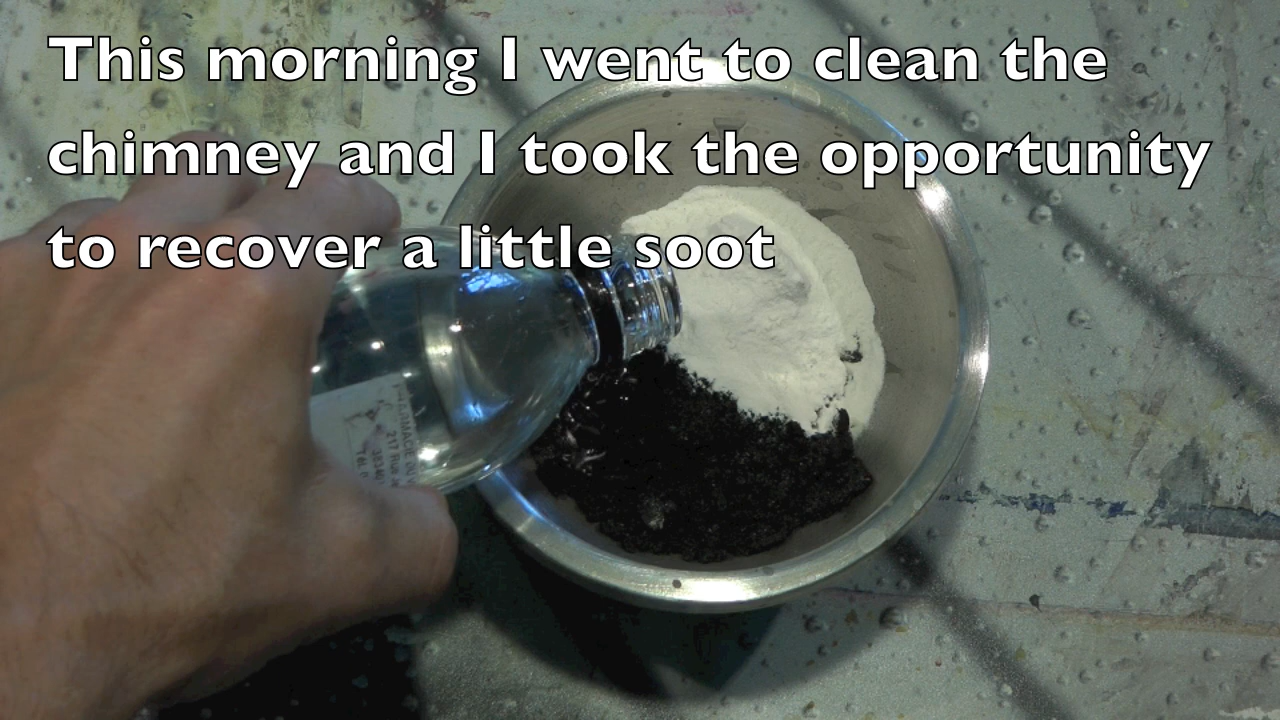 This morning I went to clean the
chimney and I took the opportunity
to recover a little soot